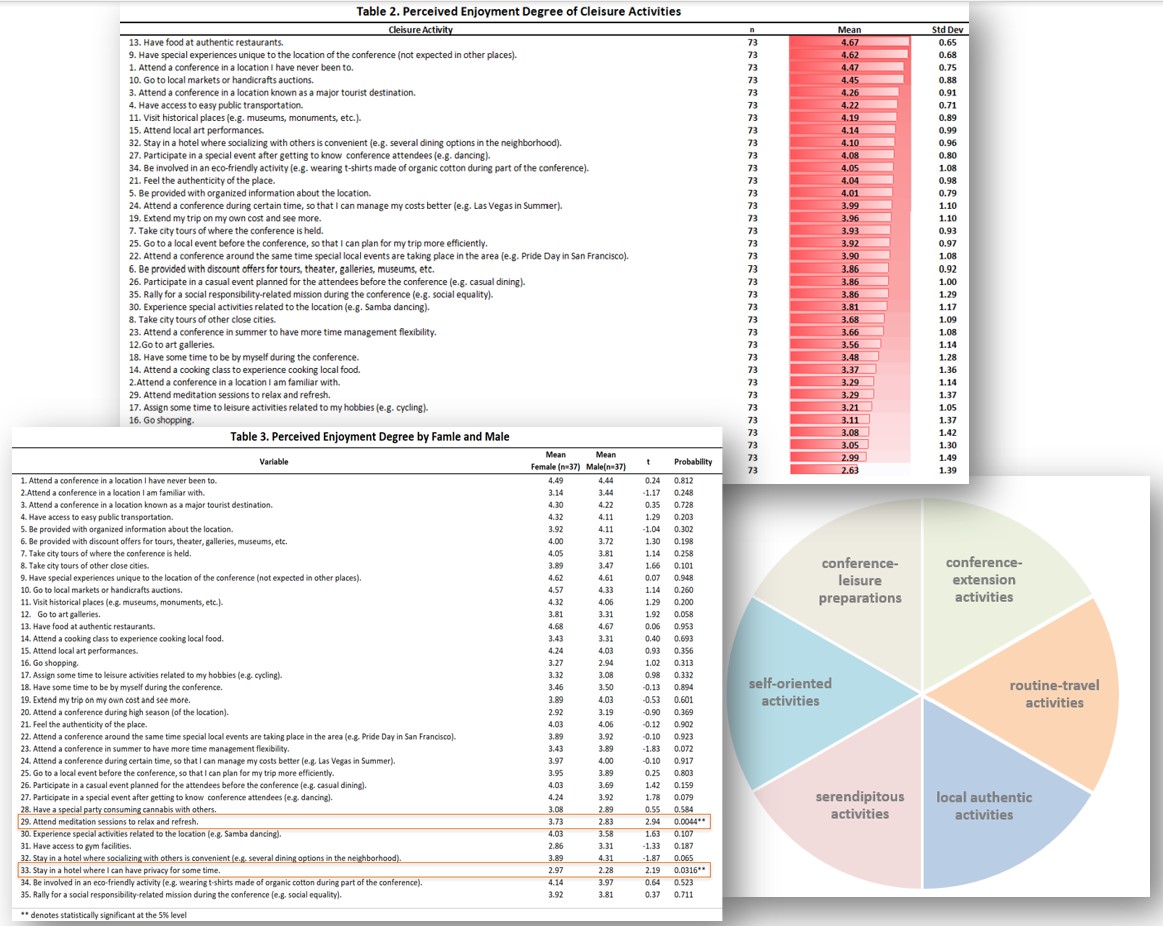 Table 2. Perceived Enjoyment Degree of Cleisure Activities
Cleisure Activity n Mean Std Dev
13. Have food at authentic restaurants. 73 4.67 0.65
9. Have special experiences unique to the location of the conference (not expected in other places). 73 4.62 0.68
1. Attend a conference in a location I have never been to. 73 4.47 0.75
10. Go to local markets or handicrafts auctions. 73 4.45 0.88
3. Attend a conference in a location known as a major tourist destination. 73 4.26 0.91
4. Have access to easy public transportation. 73 4.22 0.71
11. Visit historical places (e.g. museums, monuments, etc.). 73 4.19 0.89
15. Attend local art performances. 73 4.14 0.99
32. Stay in a hotel where socializing with others is convenient (e.g. several dining options in the neighborhood). 73 4.10 0.96
27. Participate in a special event after getting to know conference attendees (e.g. dancing). 73 4.08 0.80
34. Be involved in an eco-friendly activity (e.g. wearing t-shirts made of organic cotton during part of the conference). 73 4.05 1.08
21. Feel the authenticity of the place. 73 4.04 0.98
5. Be provided with organized information about the location. 73 4.01 0.79
24. Attend a conference during certain time, so that I can manage my costs better (e.g. Las Vegas in Summer). 73 3.99 1.10
19. Extend my trip on my own cost and see more. 73 3.96 1.10
7. Take city tours of where the conference is held. 73 3.93 0.93
25. Go to a local event before the conference, so that I can plan for my trip more efficiently. 73 3.92 0.97
22. Attend a conference around the same time special local events are taking place in the area (e.g. Pride Day in San Francisco). 73 3.90 1.08
6. Be provided with discount offers for tours, theater, galleries, museums, etc. 73 3.86 0.92
26. Participate in a casual event planned for the attendees before the conference (e.g. casual dining). 73 3.86 1.00
35. Rally for a social responsibility-related mission during the conference (e.g. social equality). 73 3.86 1.29
30. Experience special activities related to the location (e.g. Samba dancing). 73 3.81 1.17
8. Take city tours of other close cities. 73 3.68 1.09
23. Attend a conference in summer to have more time management flexibility. 73 3.66 1.08
12.Go to art galleries. 73 3.56 1.14
18. Have some time to be by myself during the conference. 73 3.48 1.28
14. Attend a cooking class to experience cooking local food. 73 3.37 1.36
2.Attend a conference in a location I am familiar with. 73 3.29 1.14
29. Attend meditation sessions to relax and refresh. 73 3.29 1.37
17. Assign some time to leisure activities related to my hobbies (e.g. cycling). 73 3.21 1.05
16. Go shopping. 73 3.11 1.37
73 3.08 1.42
73 3.05 1.30
73 2.99 1.49
73 2.63 1.39
Table 3. Perceived Enjoyment Degree by Famle and Male
Variable Mean Female (n=37) Mean Male(n=37) t Probability
1. Attend a conference in a location I have never been to. 4.49 4.44 0.24 0.812
2.Attend a conference in a location I am familiar with. 3.14 3.44 -1.17 0.248
3. Attend a conference in a location known as a major tourist destination. 4.30 4.22 0.35 0.728
4. Have access to easy public transportation. 4.32 4.11 1.29 0.203
5. Be provided with organized information about the location. 3.92 4.11 -1.04 0.302
6. Be provided with discount offers for tours, theater, galleries, museums, etc. 4.00 3.72 1.30 0.198
7. Take city tours of where the conference is held. 4.05 3.81 1.14 0.258
8. Take city tours of other close cities. 3.89 3.47 1.66 0.101
9. Have special experiences unique to the location of the conference (not expected in other places). 4.62 4.61 0.07 0.948
10. Go to local markets or handicrafts auctions. 4.57 4.33 1.14 0.260
11. Visit historical places (e.g. museums, monuments, etc.). 4.32 4.06 1.29 0.200
12. Go to art galleries. 3.81 3.31 1.92 0.058
13. Have food at authentic restaurants. 4.68 4.67 0.06 0.953
14. Attend a cooking class to experience cooking local food. 3.43 3.31 0.40 0.693
15. Attend local art performances. 4.24 4.03 0.93 0.356
16. Go shopping. 3.27 2.94 1.02 0.313
17. Assign some time to leisure activities related to my hobbies (e.g. cycling). 3.32 3.08 0.98 0.332
18. Have some time to be by myself during the conference. 3.46 3.50 -0.13 0.894
19. Extend my trip on my own cost and see more. 3.89 4.03 -0.53 0.601
20. Attend a conference during high season (of the location). 2.92 3.19 -0.90 0.369
21. Feel the authenticity of the place. 4.03 4.06 -0.12 0.902
22. Attend a conference around the same time special local events are taking place in the area (e.g. Pride Day in San Francisco). 3.89 3.92 -0.10 0.923
23. Attend a conference in summer to have more time management flexibility. 3.43 3.89 -1.83 0.072
24. Attend a conference during certain time, so that I can manage my costs better (e.g. Las Vegas in Summer). 3.97 4.00 -0.10 0.917
25. Go to a local event before the conference, so that I can plan for my trip more efficiently. 3.95 3.89 0.25 0.803
26. Participate in a casual event planned for the attendees before the conference (e.g. casual dining). 4.03 3.69 1.42 0.159
27. Participate in a special event after getting to know conference attendees (e.g. dancing). 4.24 3.92 1.78 0.079
28. Have a special party consuming cannabis with others. 3.08 2.89 0.55 0.584
29. Attend meditation sessions to relax and refresh. 3.73 2.83 2.94 0.0044**
30. Experience special activities related to the location (e.g. Samba dancing). 4.03 3.58 1.63 0.107
31. Have access to gym facilities. 2.86 3.31 -1.33 0.187
32. Stay in a hotel where socializing with others is convenient (e.g. several dining options in the neighborhood). 3.89 4.31 -1.87 0.065
33. Stay in a hotel where I can have privacy for some time. 2.97 2.28 2.19 0.0316**
34. Be involved in an eco-friendly activity (e.g. wearing t-shirts made of organic cotton during part of the conference). 4.14 3.97 0.64 0.523
35. Rally for a social responsibility-related mission during the conference (e.g. social equality). 3.92 3.81 0.37 0.711
** denotes statistically significant at the 5% level
conference-
leisure
preparations
conference-
extension
activities
self-oriented
activities
routine-travel
activities
serendipitous
activities
local authentic
activities